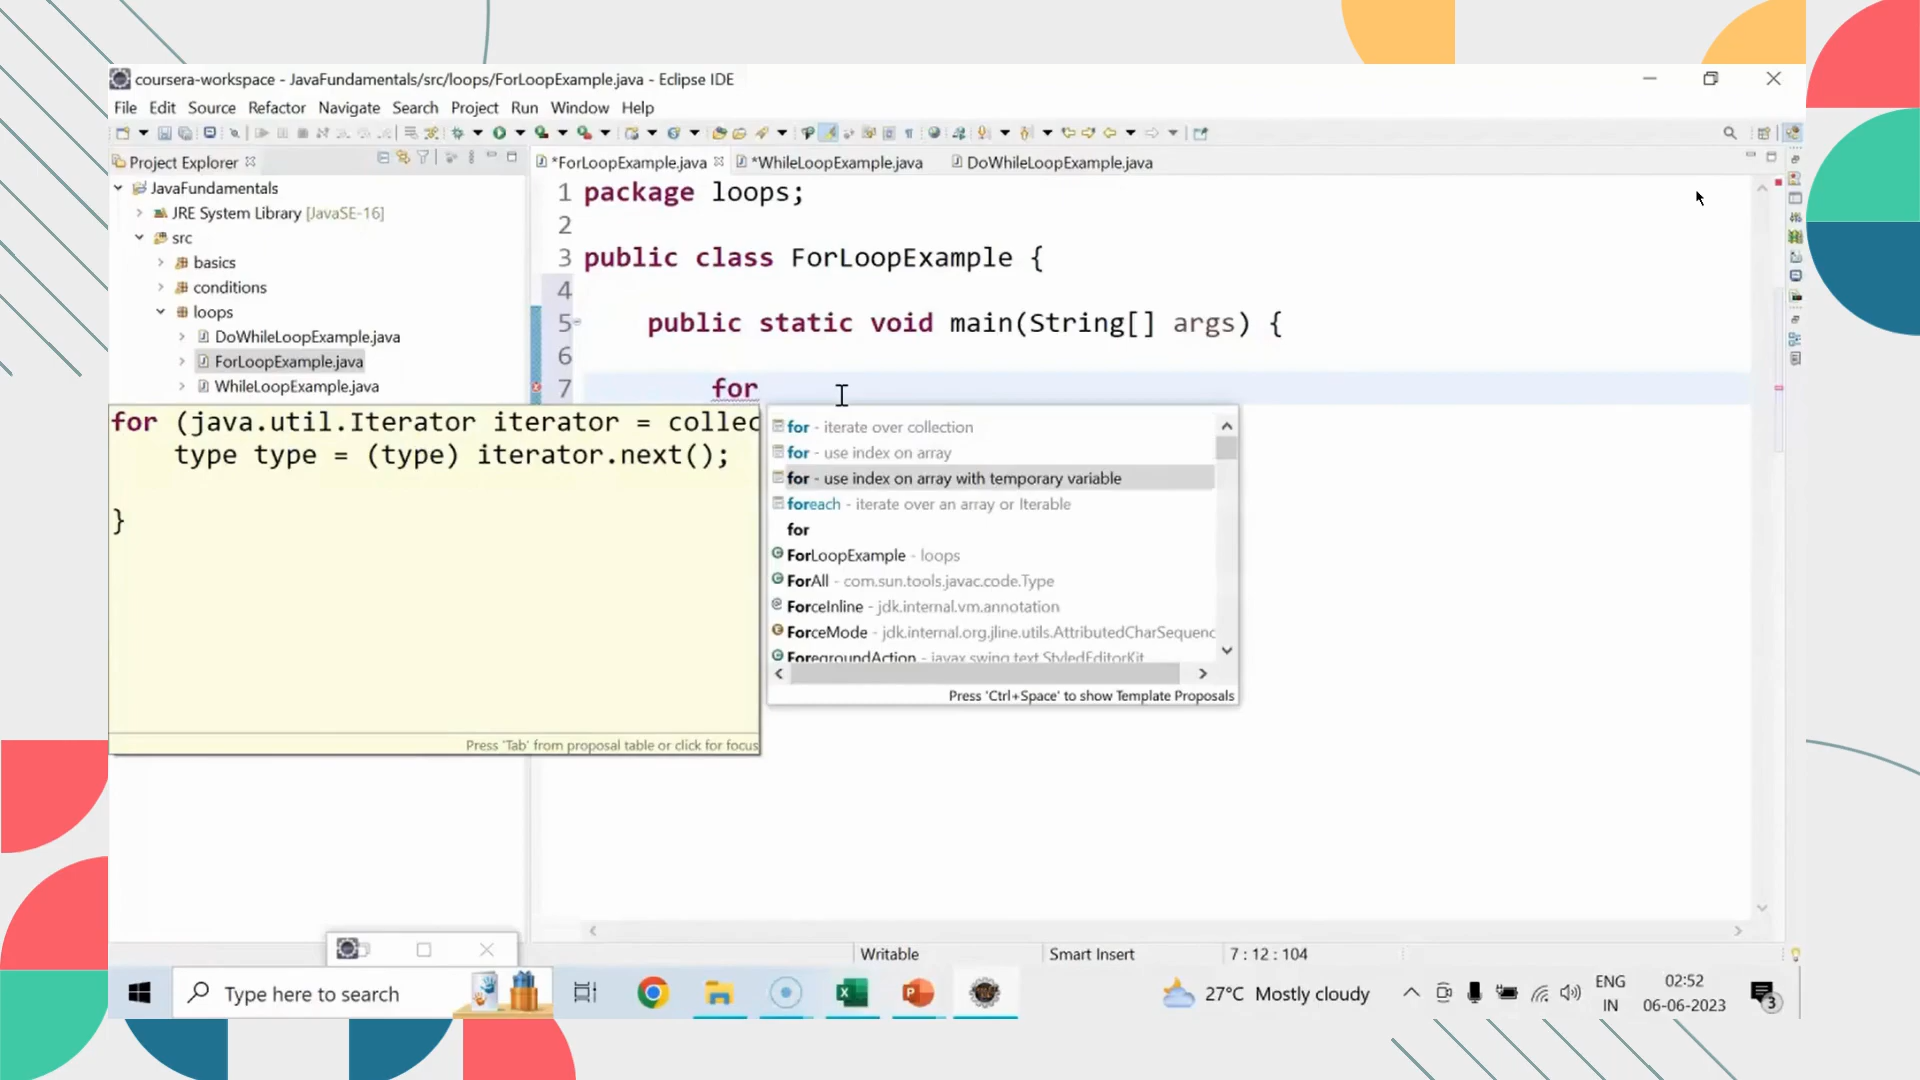 coursera-workspace - JavaFundamentals/src/loops/ForLoopExample.java - Eclipse IDE
File Edit Source Refactor Navigate Search Project Run Window Help
Project Explorer
*ForLoopExample.java *WhileLoopExample.java DoWhileLoopExample.java
JavaFundamentals
JRE System Library [JavaSE-16]
src
basics
conditions
loops
DoWhileLoopExample.java
ForLoopExample.java
WhileLoopExample.java
1 package loops;
2
3 public class ForLoopExample {
4
5 public static void main(String[] args) {
6
7 for
for (java.util.Iterator iterator = collec
type type = (type) iterator.next();
}
Press 'Tab' from proposal table or click for focus
for - iterate over collection
for - use index on array
for - use index on array with temporary variable
foreach - iterate over an array or Iterable
for
ForLoopExample - loops
ForAll - com.sun.tools.javac.code.Type
ForceInline - jdk.internal.vm.annotation
ForceMode - jdk.internal.org.jline.utils.AttributedCharSequenc
ForegroundAction - javax.swing.text.StyledEditorKit
Press 'Ctrl+Space' to show Template Proposals
Writable Smart Insert 7 : 12 : 104
Type here to search
27°C Mostly cloudy
ENG
IN
02:52
06-06-2023
3